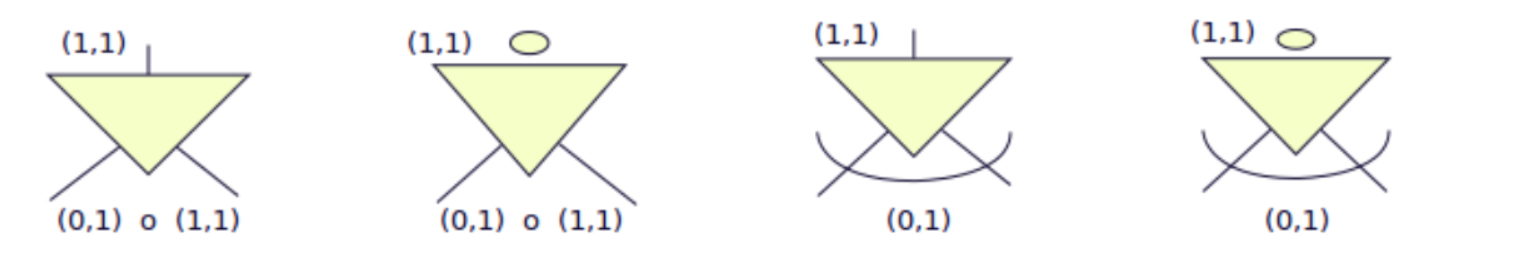 (1,1) (1,1) (1,1) (1,1)
(0,1) o (1,1) (0,1) o (1,1) (0,1) (0,1)